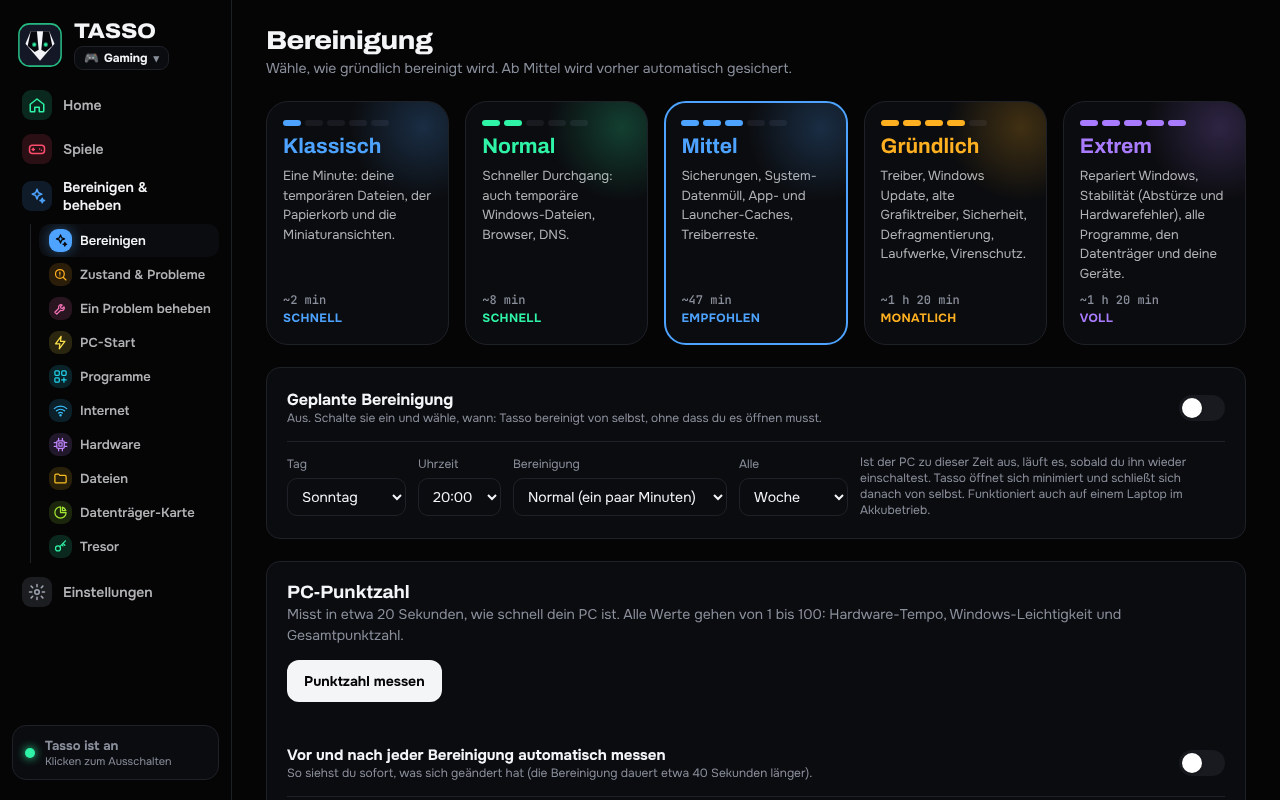 TASSO
🎮 Gaming ▾
Home
Spiele
Bereinigen &
beheben
Bereinigen
Zustand & Probleme
Ein Problem beheben
PC-Start
Programme
Internet
Hardware
Dateien
Datenträger-Karte
Tresor
Einstellungen
Tasso ist an
Klicken zum Ausschalten
Bereinigung
Wähle, wie gründlich bereinigt wird. Ab Mittel wird vorher automatisch gesichert.
Klassisch
Eine Minute: deine
temporären Dateien, der
Papierkorb und die
Miniaturansichten.
~2 min
SCHNELL
Normal
Schneller Durchgang:
auch temporäre
Windows-Dateien,
Browser, DNS.
~8 min
SCHNELL
Mittel
Sicherungen, System-
Datenmüll, App- und
Launcher-Caches,
Treiberreste.
~47 min
EMPFOHLEN
Gründlich
Treiber, Windows
Update, alte
Grafiktreiber, Sicherheit,
Defragmentierung,
Laufwerke, Virenschutz.
~1 h 20 min
MONATLICH
Extrem
Repariert Windows,
Stabilität (Abstürze und
Hardwarefehler), alle
Programme, den
Datenträger und deine
Geräte.
~1 h 20 min
VOLL
Geplante Bereinigung
Aus. Schalte sie ein und wähle, wann: Tasso bereinigt von selbst, ohne dass du es öffnen musst.
Tag
Uhrzeit
Bereinigung
Alle
Sonntag
20:00
Normal (ein paar Minuten)
Woche
Ist der PC zu dieser Zeit aus, läuft es, sobald du ihn wieder
einschaltest. Tasso öffnet sich minimiert und schließt sich
danach von selbst. Funktioniert auch auf einem Laptop im
Akkubetrieb.
PC-Punktzahl
Misst in etwa 20 Sekunden, wie schnell dein PC ist. Alle Werte gehen von 1 bis 100: Hardware-Tempo, Windows-Leichtigkeit und
Gesamtpunktzahl.
Punktzahl messen
Vor und nach jeder Bereinigung automatisch messen
So siehst du sofort, was sich geändert hat (die Bereinigung dauert etwa 40 Sekunden länger).